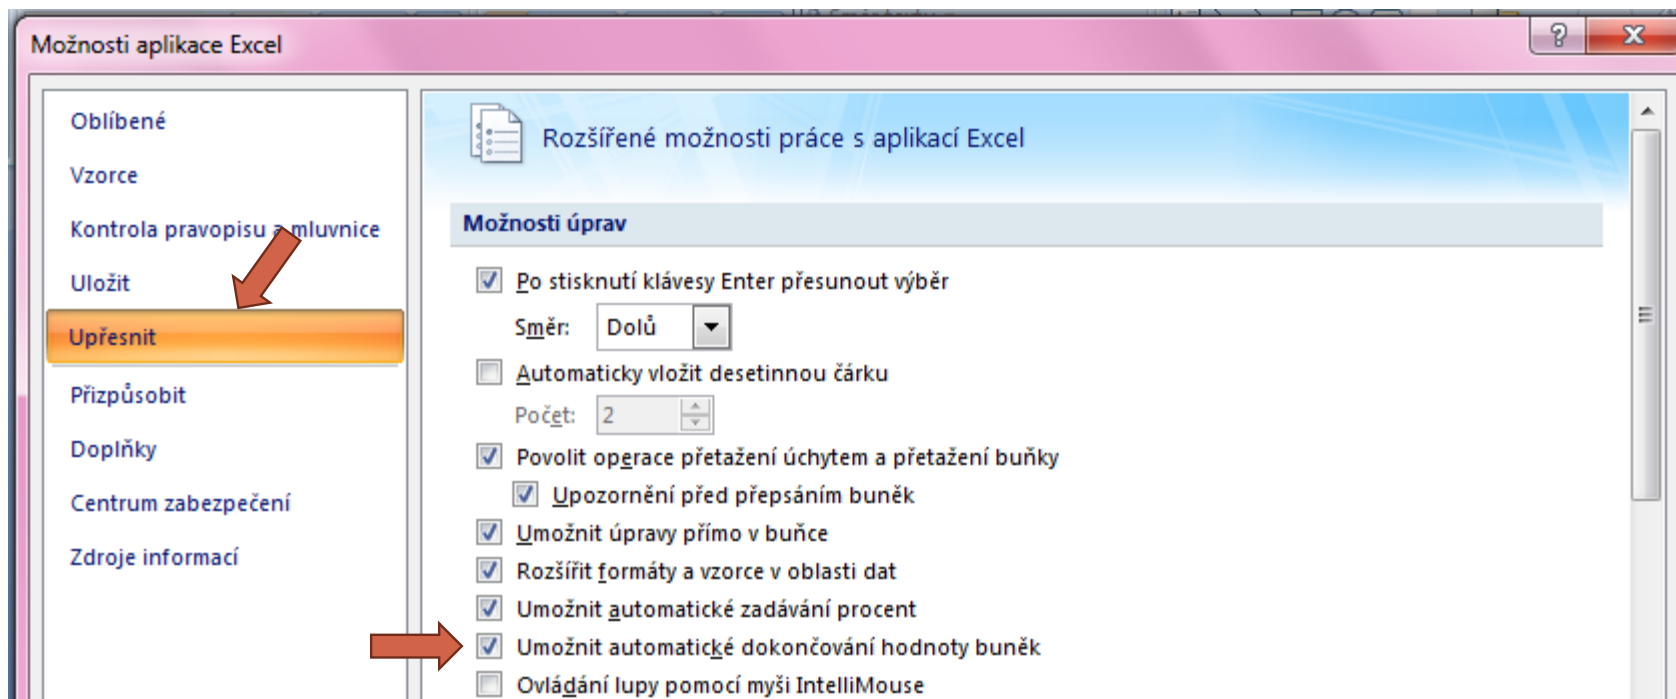 Možnosti aplikace Excel
Oblíbené
Vzorce
Kontrola pravopisu a mluvnice
Uložit
Upřesnit
Přizpůsobit
Doplňky
Centrum zabezpečení
Zdroje informací
Rozšířené možnosti práce s aplikací Excel
Možnosti úprav
Po stisknutí klávesy Enter přesunout výběr
Směr: Dolů
Automaticky vložit desetinnou čárku
Počet: 2
Povolit operace přetažení úchytem a přetažení buňky
Upozornění před přepsáním buněk
Umožnit úpravy přímo v buňce
Rozšířit formáty a vzorce v oblasti dat
Umožnit automatické zadávání procent
Umožnit automatické dokončování hodnoty buněk
Ovládání lupy pomocí myši IntelliMouse